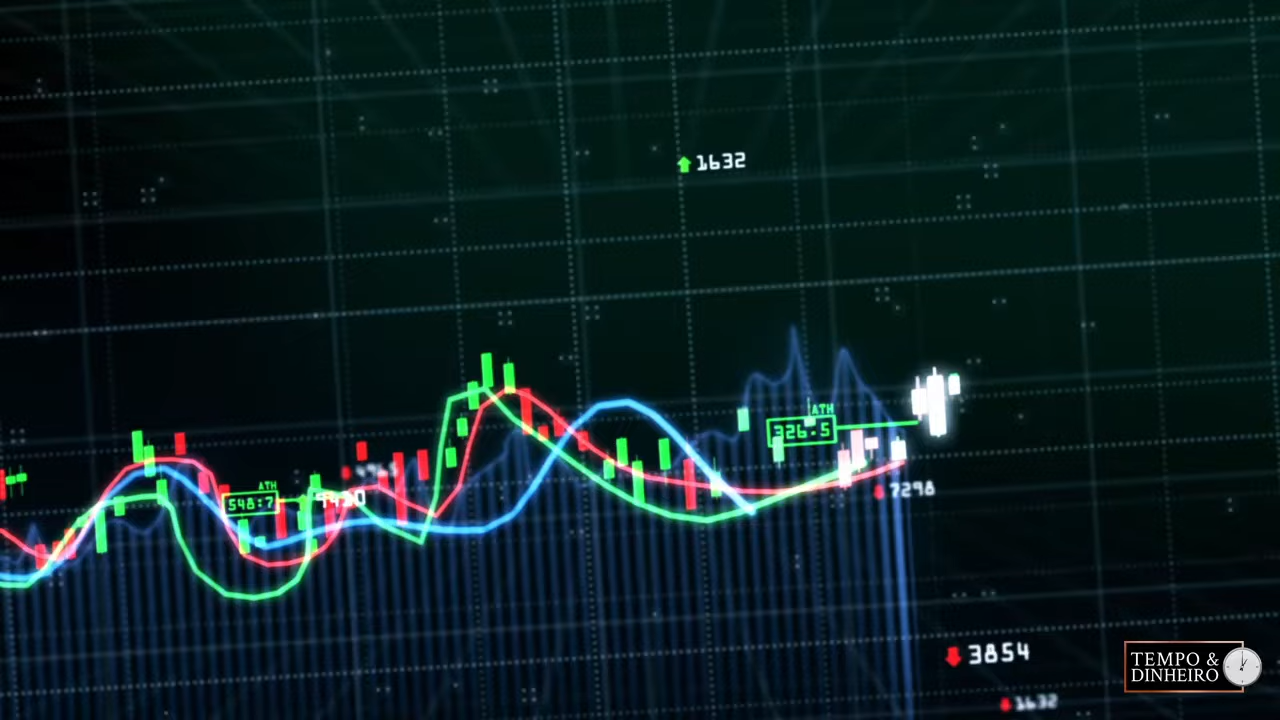 1632
ATH
326.5
ATH
548:7
7298
3854
1632
TEMPO &
DINHEIRO